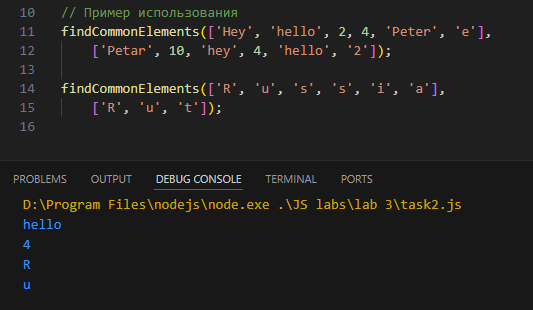 10 // Пример использования
11 findCommonElements(['Hey', 'hello', 2, 4, 'Peter', 'e'],
12 ['Petar', 10, 'hey', 4, 'hello', '2']);
13
14 findCommonElements(['R', 'u', 's', 's', 'i', 'a'],
15 ['R', 'u', 't']);
16
PROBLEMS OUTPUT DEBUG CONSOLE TERMINAL PORTS
D:\Program Files\nodejs\node.exe .\JS labs\lab 3\task2.js
hello
4
R
u